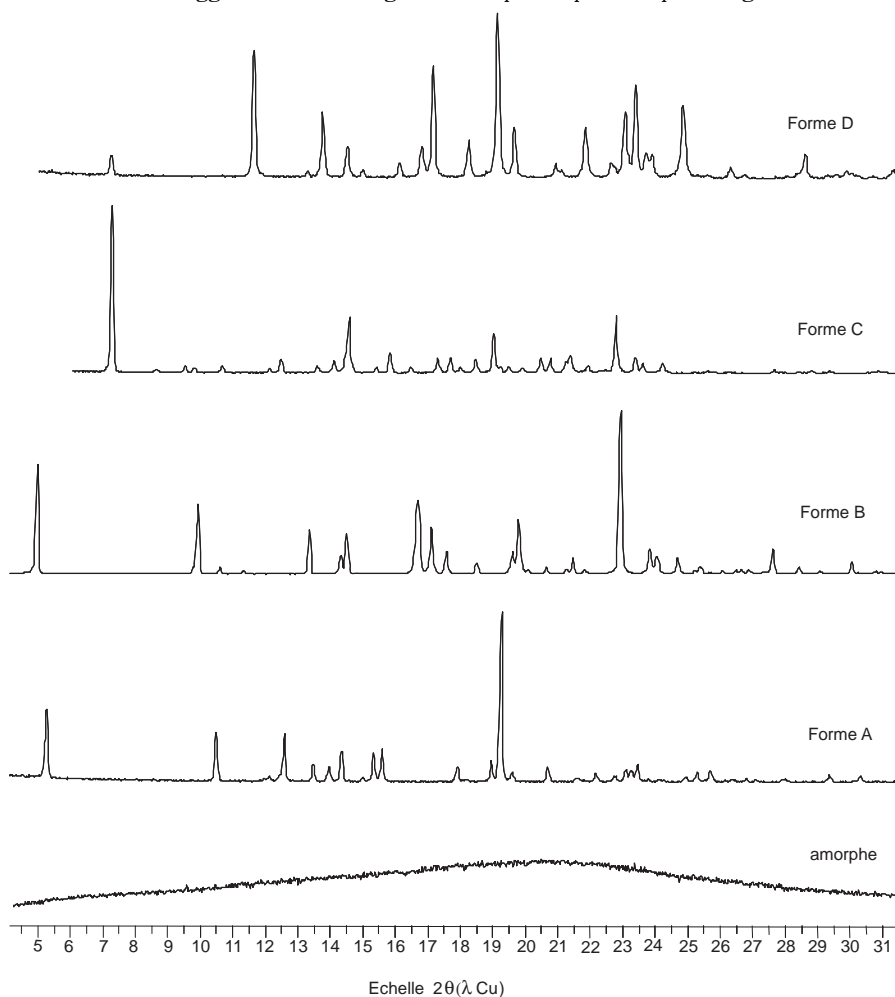 Forme D
Forme C
Forme B
Forme A
amorphe
5 6 7 8 9 10 11 12 13 14 15 16 17 18 19 20 21 22 23 24 25 26 27 28 29 30 31
Echelle 2θ(λ Cu)